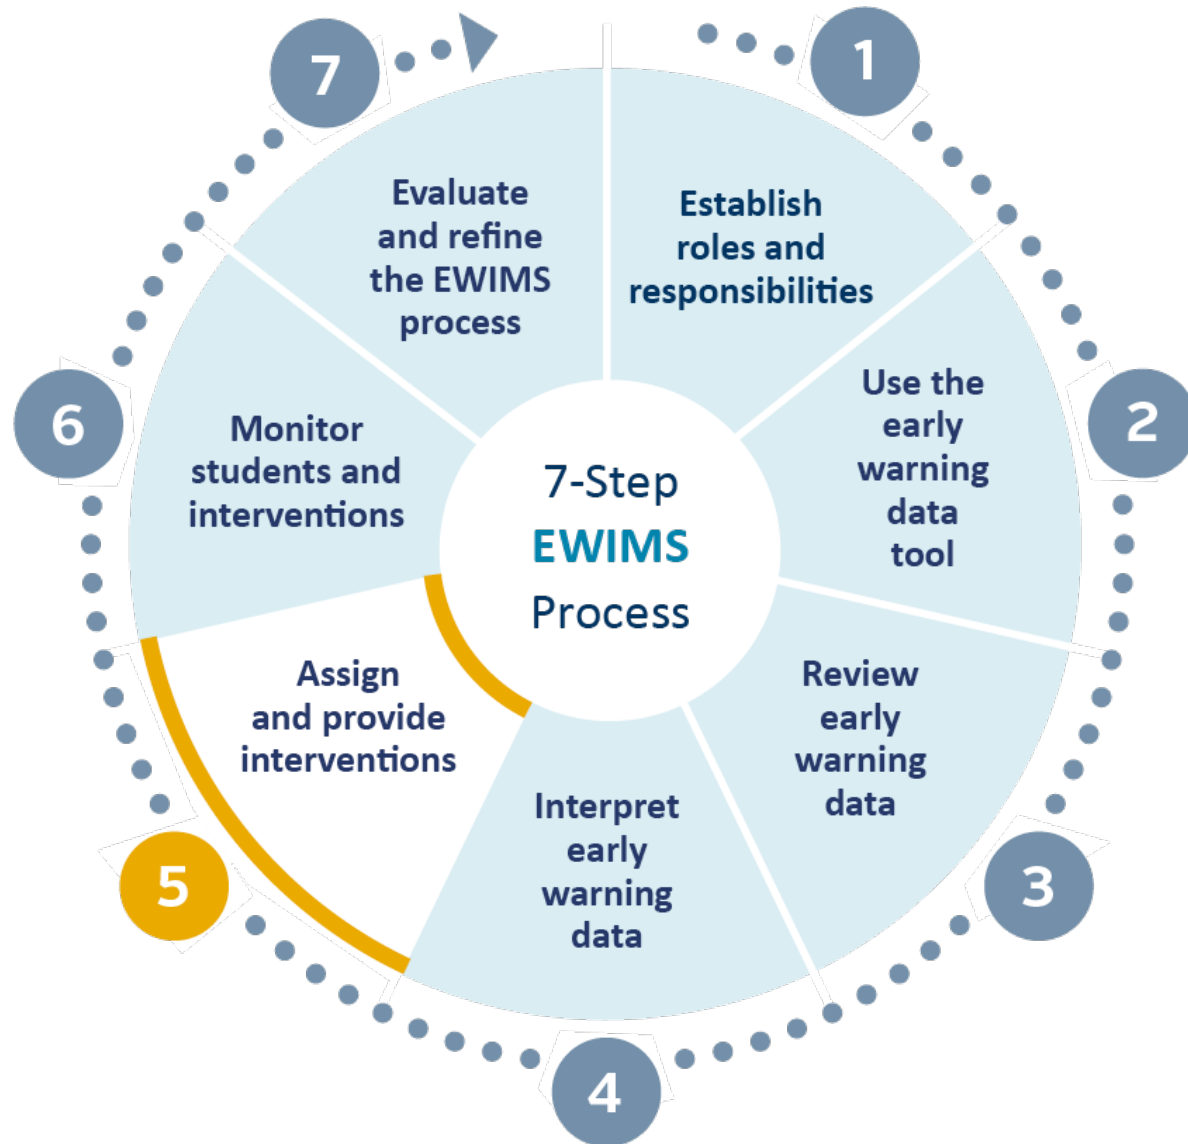 7-Step
EWIMS
Process
1
Establish
roles and
responsibilities
2
Use the
early
warning
data
tool
3
Review
early
warning
data
4
Interpret
early
warning
data
5
Assign
and provide
interventions
6
Monitor
students and
interventions
7
Evaluate
and refine
the EWIMS
process